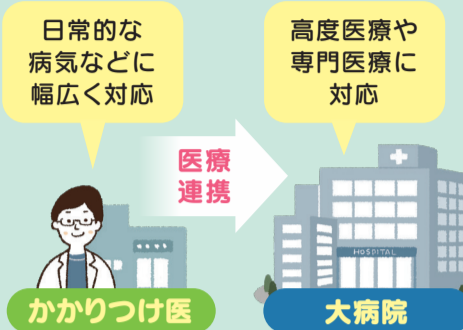 日常的な
病気などに
幅広く対応
高度医療や
専門医療に
対応
医療
連携
HOSPITAL
かかりつけ医
大病院